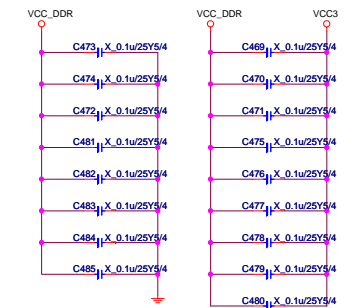 VCC_DDR VCC_DDR VCC3
C473 X_0.1u/25Y5/4 C469 X_0.1u/25Y5/4
C474 X_0.1u/25Y5/4 C470 X_0.1u/25Y5/4
C472 X_0.1u/25Y5/4 C471 X_0.1u/25Y5/4
C481 X_0.1u/25Y5/4 C475 X_0.1u/25Y5/4
C482 X_0.1u/25Y5/4 C476 X_0.1u/25Y5/4
C483 X_0.1u/25Y5/4 C477 X_0.1u/25Y5/4
C484 X_0.1u/25Y5/4 C478 X_0.1u/25Y5/4
C485 X_0.1u/25Y5/4 C479 X_0.1u/25Y5/4
C480 X_0.1u/25Y5/4